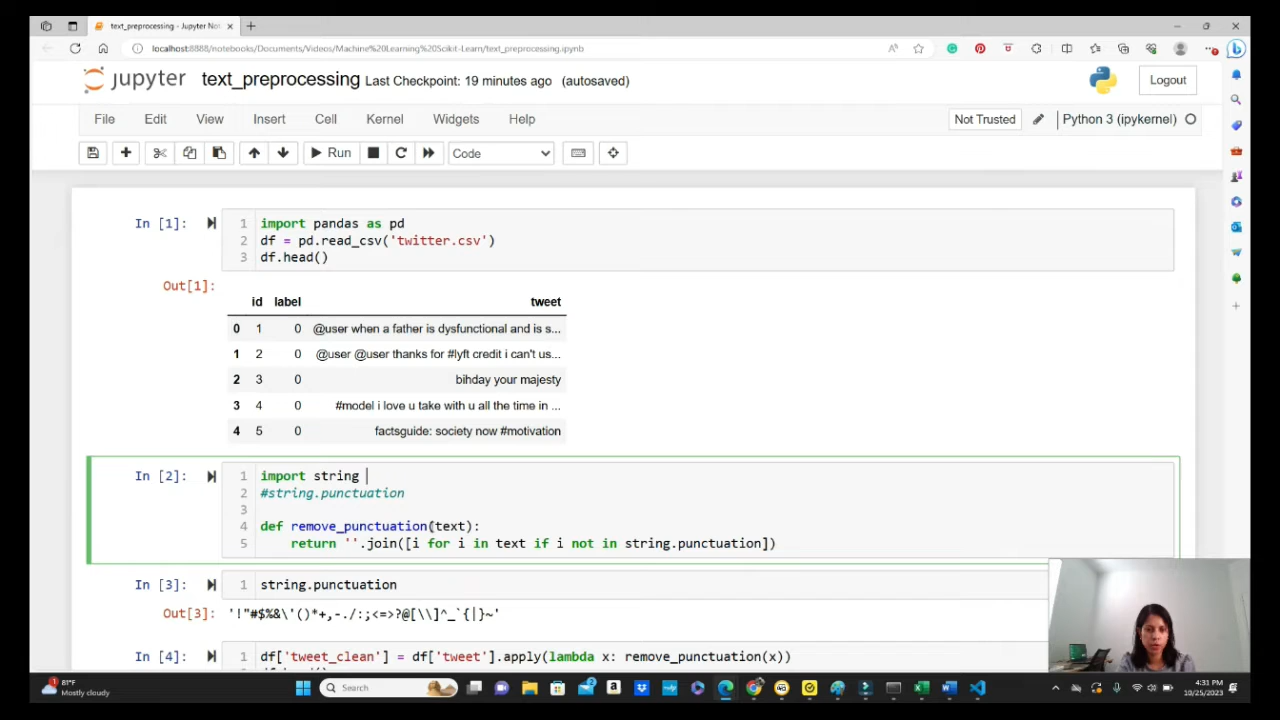 text_preprocessing - Jupyter No
localhost:8888/notebooks/Documents/Videos/Machine%20Learning%20Scikit-Learn/text_preprocessing.ipynb
jupyter text_preprocessing Last Checkpoint: 19 minutes ago (autosaved)
Logout
File Edit View Insert Cell Kernel Widgets Help
Not Trusted Python 3 (ipykernel)
Run Code
In [1]:
1 import pandas as pd
2 df = pd.read_csv('twitter.csv')
3 df.head()
Out[1]:
id label tweet
0 1 0 @user when a father is dysfunctional and is s...
1 2 0 @user @user thanks for #lyft credit i can't us...
2 3 0 bihday your majesty
3 4 0 #model i love u take with u all the time in ...
4 5 0 factsguide: society now #motivation
In [2]:
1 import string
2 #string.punctuation
3
4 def remove_punctuation(text):
5 return ''.join([i for i in text if i not in string.punctuation])
In [3]:
1 string.punctuation
Out[3]: '!"#$%&\'()*+,-./:;<=>?@[\\]^_`{|}~'
In [4]:
1 df['tweet_clean'] = df['tweet'].apply(lambda x: remove_punctuation(x))
81°F
Mostly cloudy
Search
4:31 PM
10/25/2023